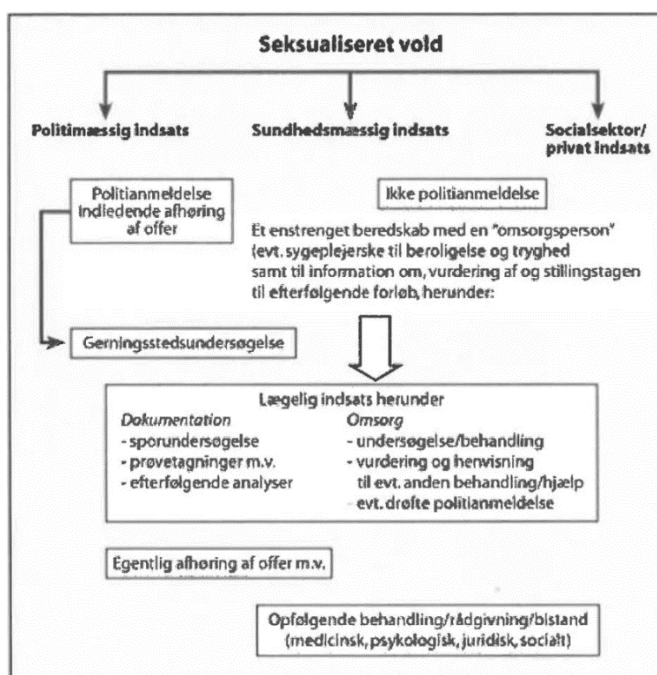 Seksualiseret vold
Politimæssig indsats
Sundhedsmæssig indsats
Socialsektor/
privat indsats
Politianmeldelse
Indledende afhøring
af offer
Ikke politianmeldelse
Et enstrenget beredskab med en "omsorgsperson"
(evt. sygeplejerske til beroligelse og tryghed
samt til information om, vurdering af og stillingstagen
til efterfølgende forløb, herunder:
Gerningsstedsundersøgelse
Lægelig indsats herunder
Dokumentation
- sporundersøgelse
- prøvetagninger m.v.
- efterfølgende analyser
Omsorg
- undersøgelse/behandling
- vurdering og henvisning
til evt. anden behandling/hjælp
- evt. drøfte politianmeldelse
Egentlig afhøring af offer m.v.
Opfølgende behandling/rådgivning/bistand
(medicinsk, psykologisk, juridisk, socialt)